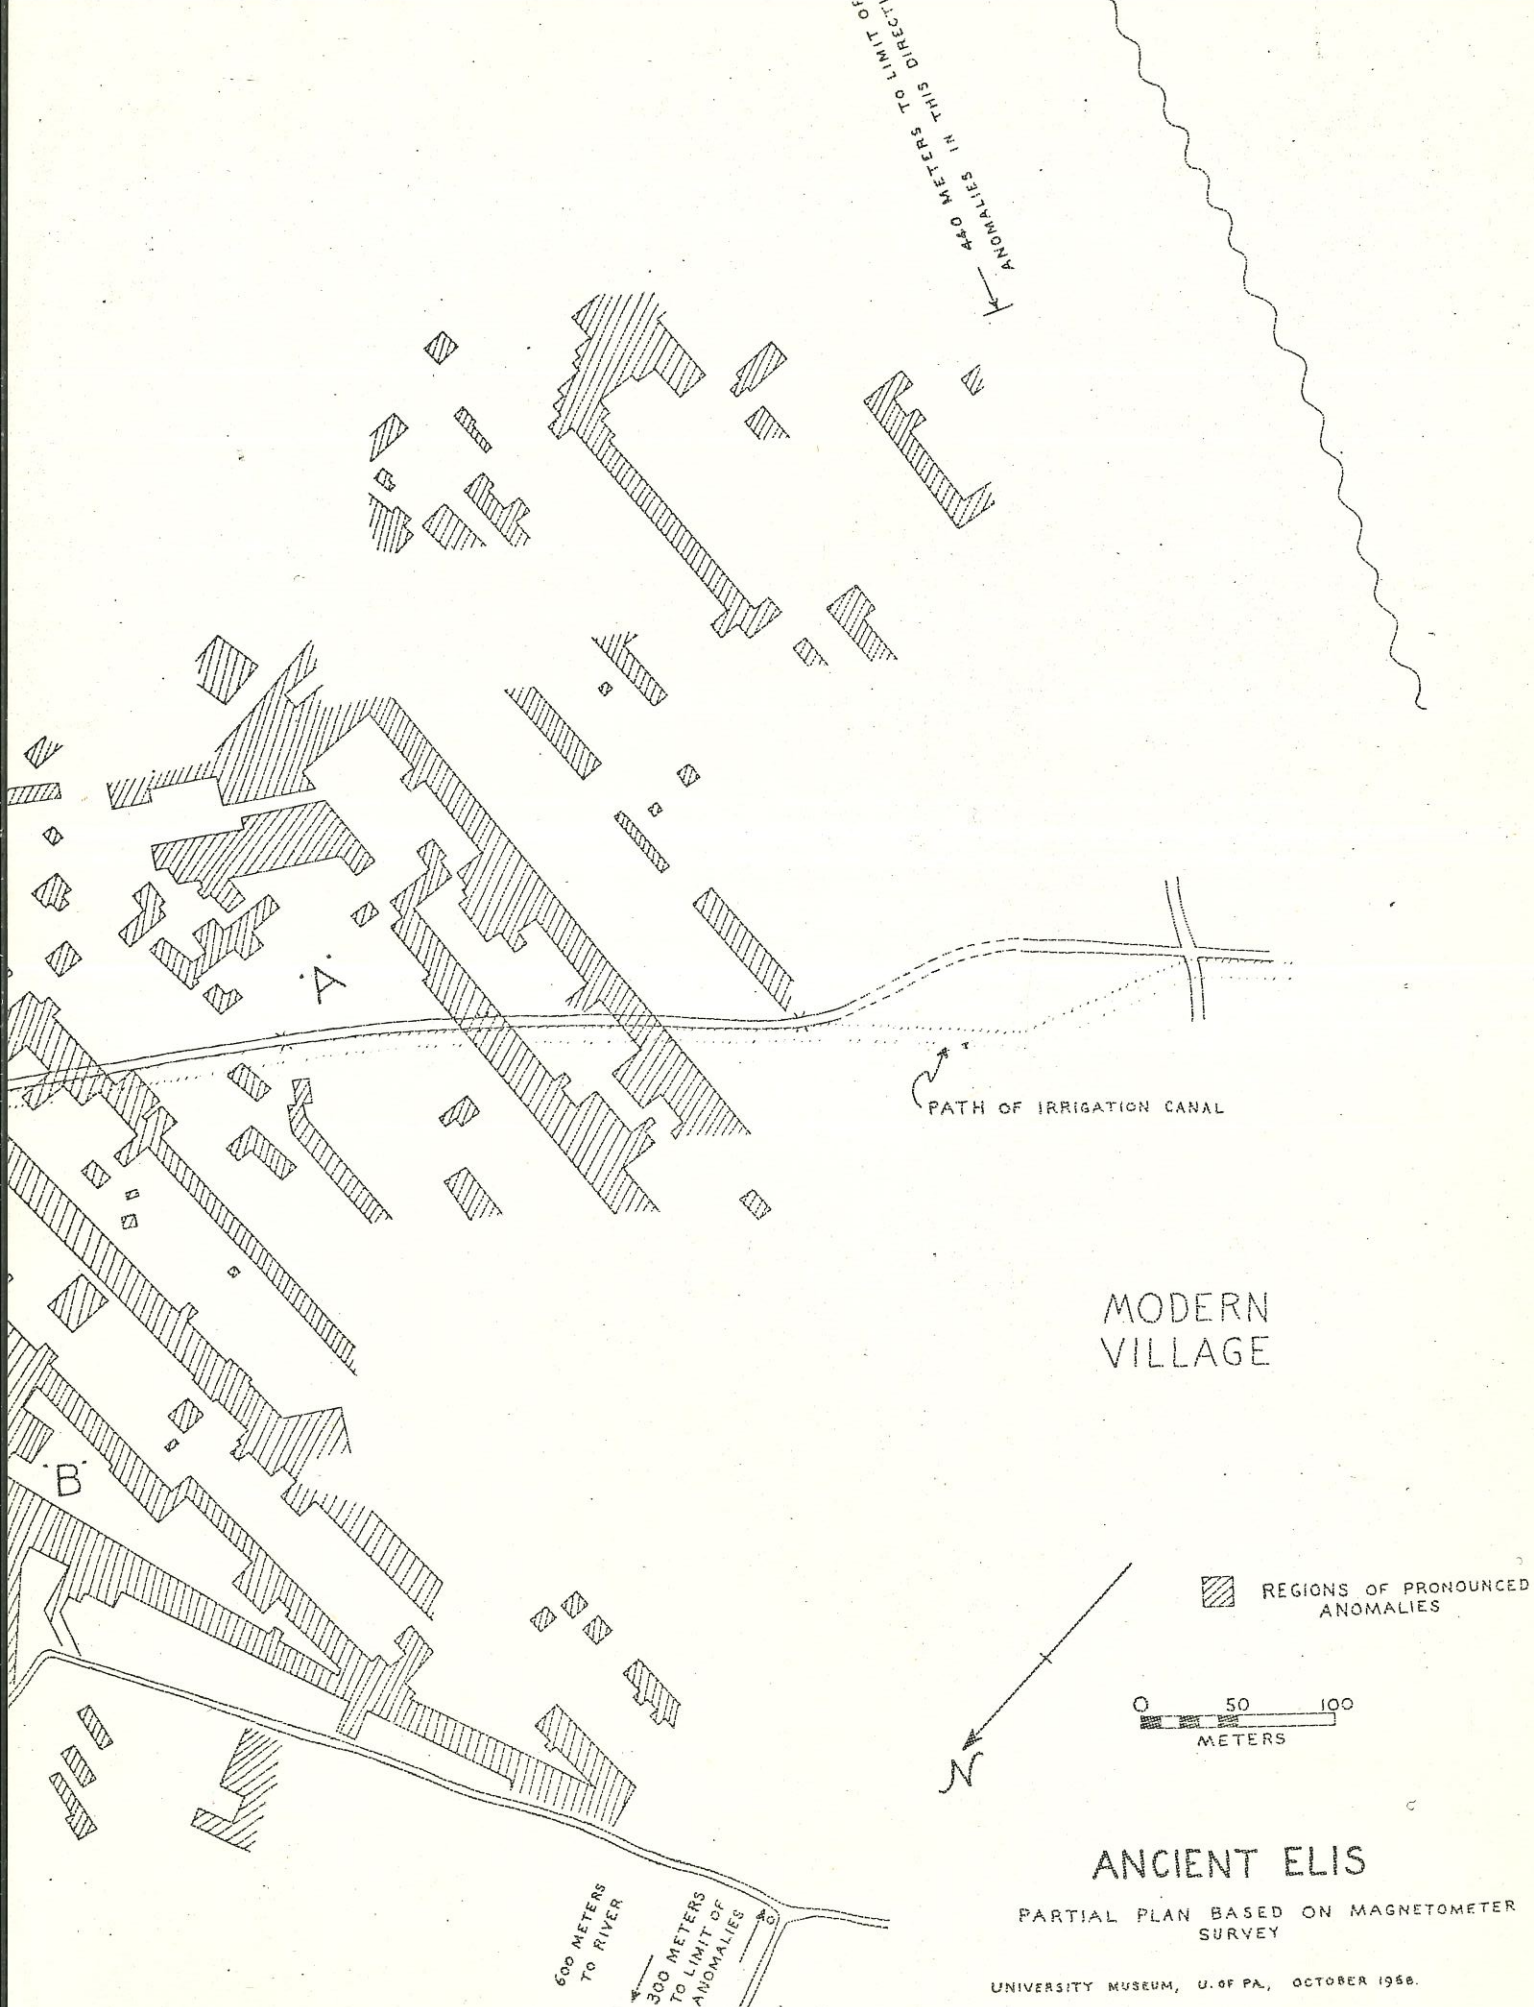 440 METERS TO LIMIT OF
ANOMALIES IN THIS
"A"
PATH OF IRRIGATION CANAL
MODERN
VILLAGE
"B"
REGIONS OF PRONOUNCED
ANOMALIES
0 50 100
METERS
N
ANCIENT ELIS
PARTIAL PLAN BASED ON MAGNETOMETER
SURVEY
600 METERS
TO RIVER
300 METERS
TO LIMIT OF
ANOMALIES
UNIVERSITY MUSEUM, U. OF PA., OCTOBER